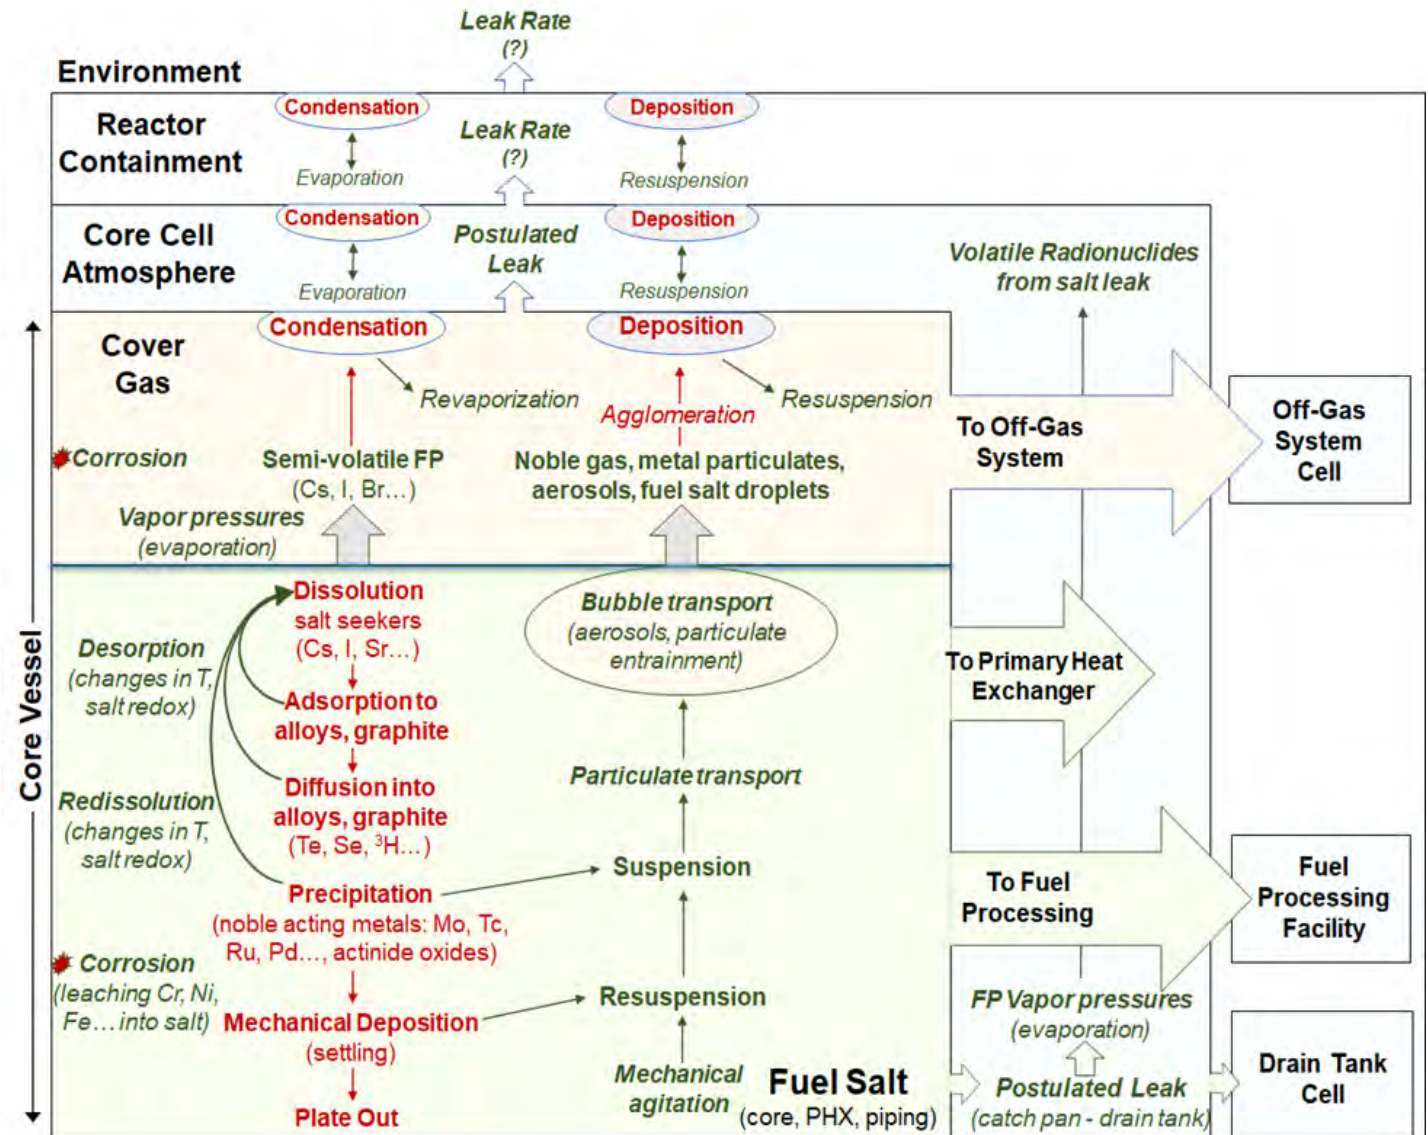 Leak Rate
(?)
Environment
Reactor
Containment
Condensation
Evaporation
Leak Rate
(?)
Deposition
Resuspension
Core Cell
Atmosphere
Condensation
Evaporation
Postulated
Leak
Deposition
Resuspension
Volatile Radionuclides
from salt leak
Cover
Gas
Condensation
Revaporization
Deposition
Resuspension
Agglomeration
Corrosion
Semi-volatile FP
(Cs, I, Br…)
Noble gas, metal particulates,
aerosols, fuel salt droplets
Vapor pressures
(evaporation)
To Off-Gas
System
Off-Gas
System
Cell
Core Vessel
Dissolution
salt seekers
(Cs, I, Sr…)
Desorption
(changes in T,
salt redox)
Adsorption to
alloys, graphite
Diffusion into
alloys, graphite
(Te, Se, ³H…)
Redissolution
(changes in T,
salt redox)
Precipitation
(noble acting metals: Mo, Tc,
Ru, Pd…, actinide oxides)
Corrosion
(leaching Cr, Ni,
Fe… into salt)
Mechanical Deposition
(settling)
Plate Out
Bubble transport
(aerosols, particulate
entrainment)
Particulate transport
Suspension
Resuspension
Mechanical
agitation
Fuel Salt
(core, PHX, piping)
To Primary Heat
Exchanger
To Fuel
Processing
Fuel
Processing
Facility
FP Vapor pressures
(evaporation)
Postulated Leak
(catch pan - drain tank)
Drain Tank
Cell